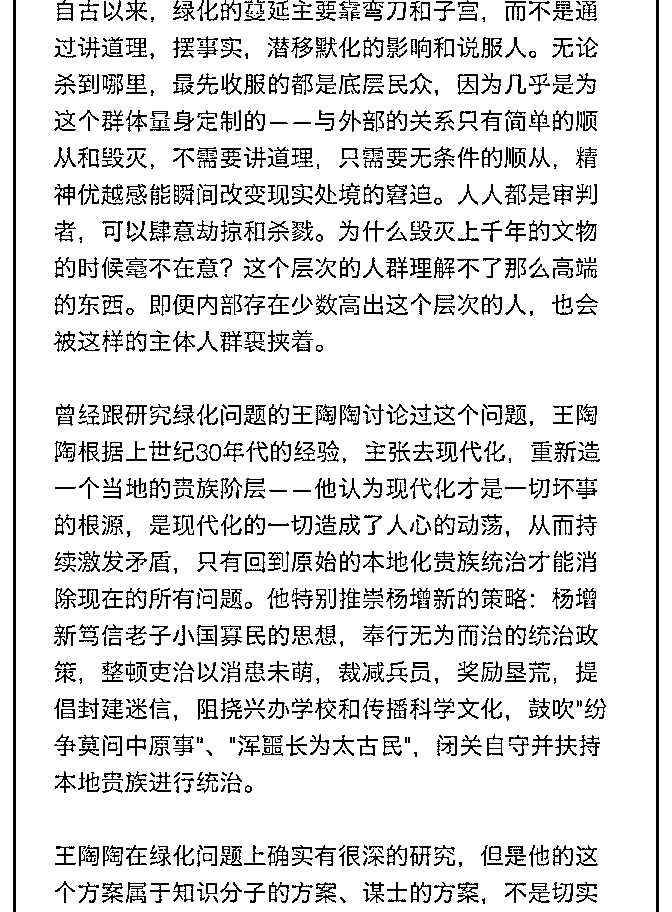 自古以来，绿化的蔓延主要靠弯刀和子宫，而不是通
过讲道理，摆事实，潜移默化的影响和说服人。无论
杀到哪里，最先收服的都是底层民众，因为几乎是为
这个群体量身定制的——与外部的关系只有简单的顺
从和毁灭，不需要讲道理，只需要无条件的顺从，精
神优越感能瞬间改变现实处境的窘迫。人人都是审判
者，可以肆意劫掠和杀戮。为什么毁灭上千年的文物
的时候毫不在意？这个层次的人群理解不了那么高端
的东西。即便内部存在少数高出这个层次的人，也会
被这样的主体人群裹挟着。
曾经跟研究绿化问题的王陶陶讨论过这个问题，王陶
陶根据上世纪30年代的经验，主张去现代化，重新造
一个当地的贵族阶层——他认为现代化才是一切坏事
的根源，是现代化的一切造成了人心的动荡，从而持
续激发矛盾，只有回到原始的本地化贵族统治才能消
除现在的所有问题。他特别推崇杨增新的策略：杨增
新笃信老子小国寡民的思想，奉行无为而治的统治政
策，整顿吏治以消患未萌，裁减兵员，奖励垦荒，提
倡封建迷信，阻挠兴办学校和传播科学文化，鼓吹"纷
争莫问中原事"、"浑噩长为太古民"，闭关自守并扶持
本地贵族进行统治。
王陶陶在绿化问题上确实有很深的研究，但是他的这
个方案属于知识分子的方案、谋士的方案，不是切实